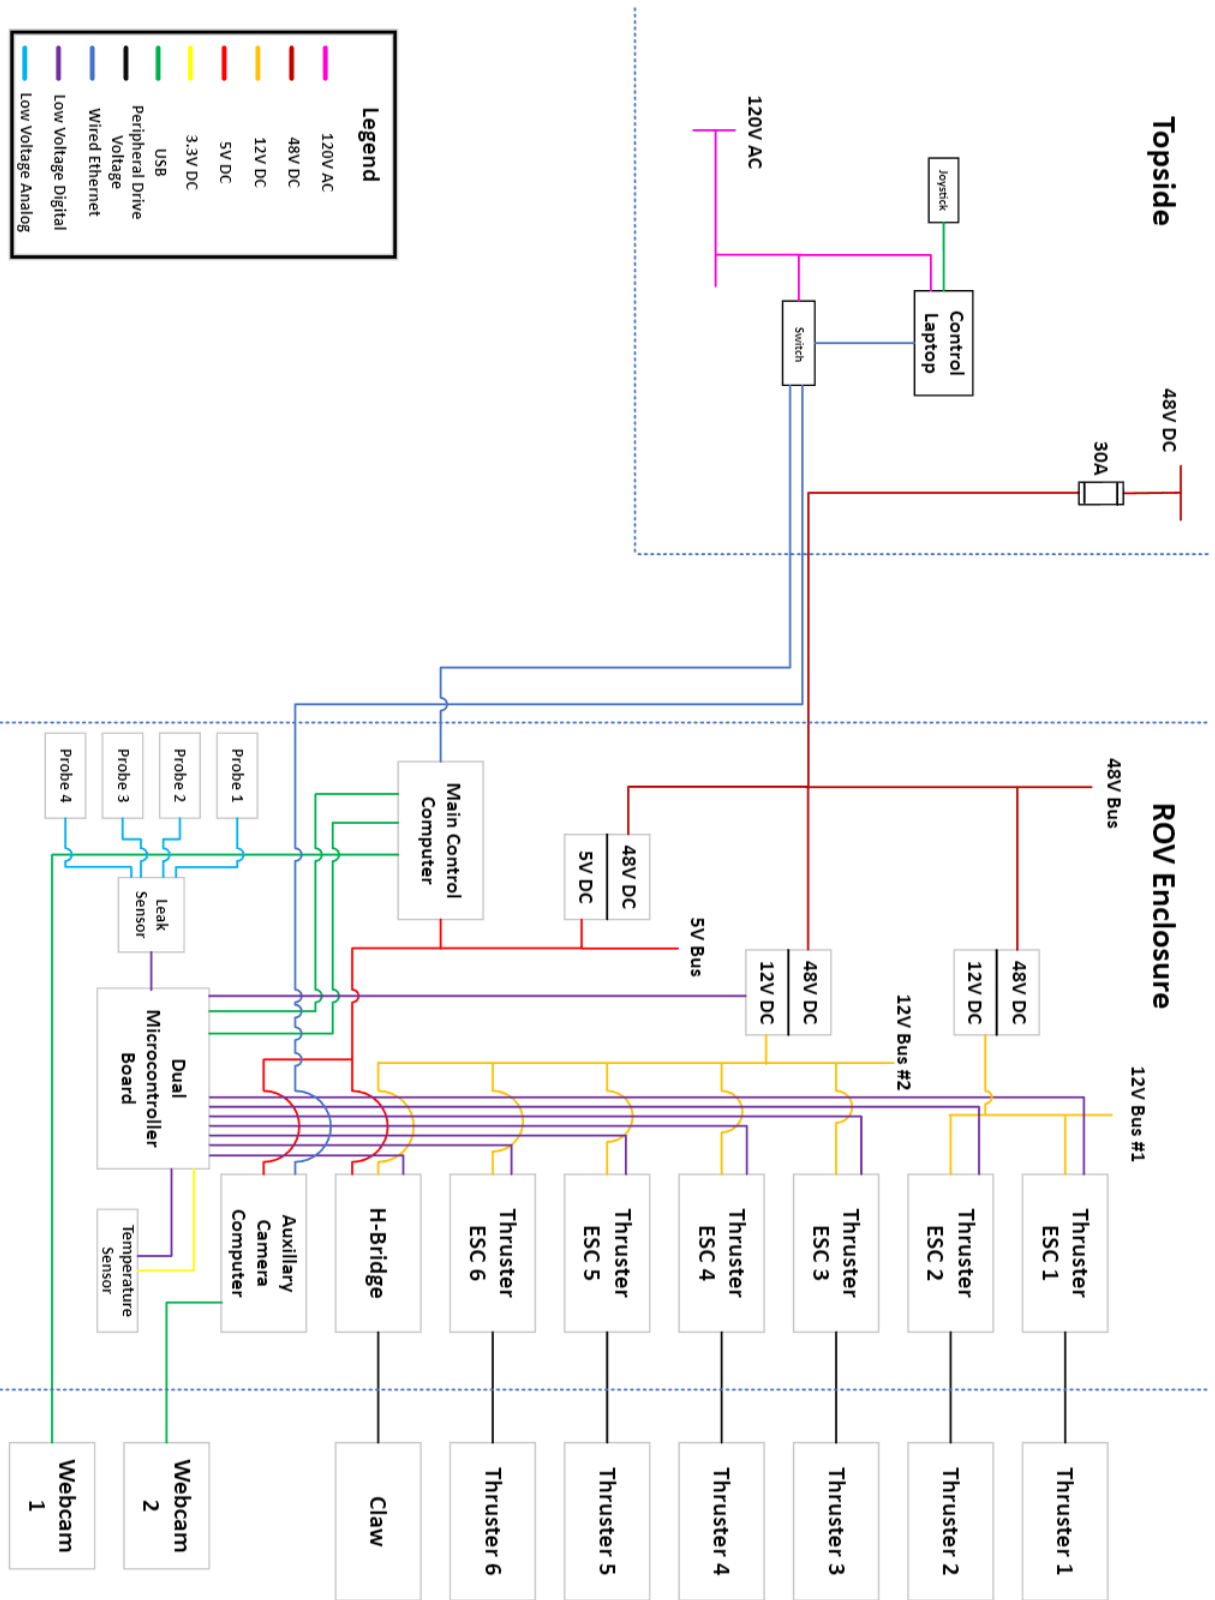 Topside
120V AC
Joystick
Control
Laptop
Switch
48V DC
30A
Legend
120V AC
48V DC
12V DC
5V DC
3.3V DC
USB
Peripheral Drive
Voltage
Wired Ethernet
Low Voltage Digital
Low Voltage Analog
ROV Enclosure
48V Bus
48V DC
12V DC
12V Bus #1
48V DC
12V DC
12V Bus #2
48V DC
5V DC
5V Bus
Main Control
Computer
Probe 1
Probe 2
Probe 3
Probe 4
Leak
Sensor
Dual
Microcontroller
Board
Temperature
Sensor
Thruster
ESC 1
Thruster
ESC 2
Thruster
ESC 3
Thruster
ESC 4
Thruster
ESC 5
Thruster
ESC 6
H-Bridge
Auxillary
Camera
Computer
Thruster 1
Thruster 2
Thruster 3
Thruster 4
Thruster 5
Thruster 6
Claw
Webcam
2
Webcam
1